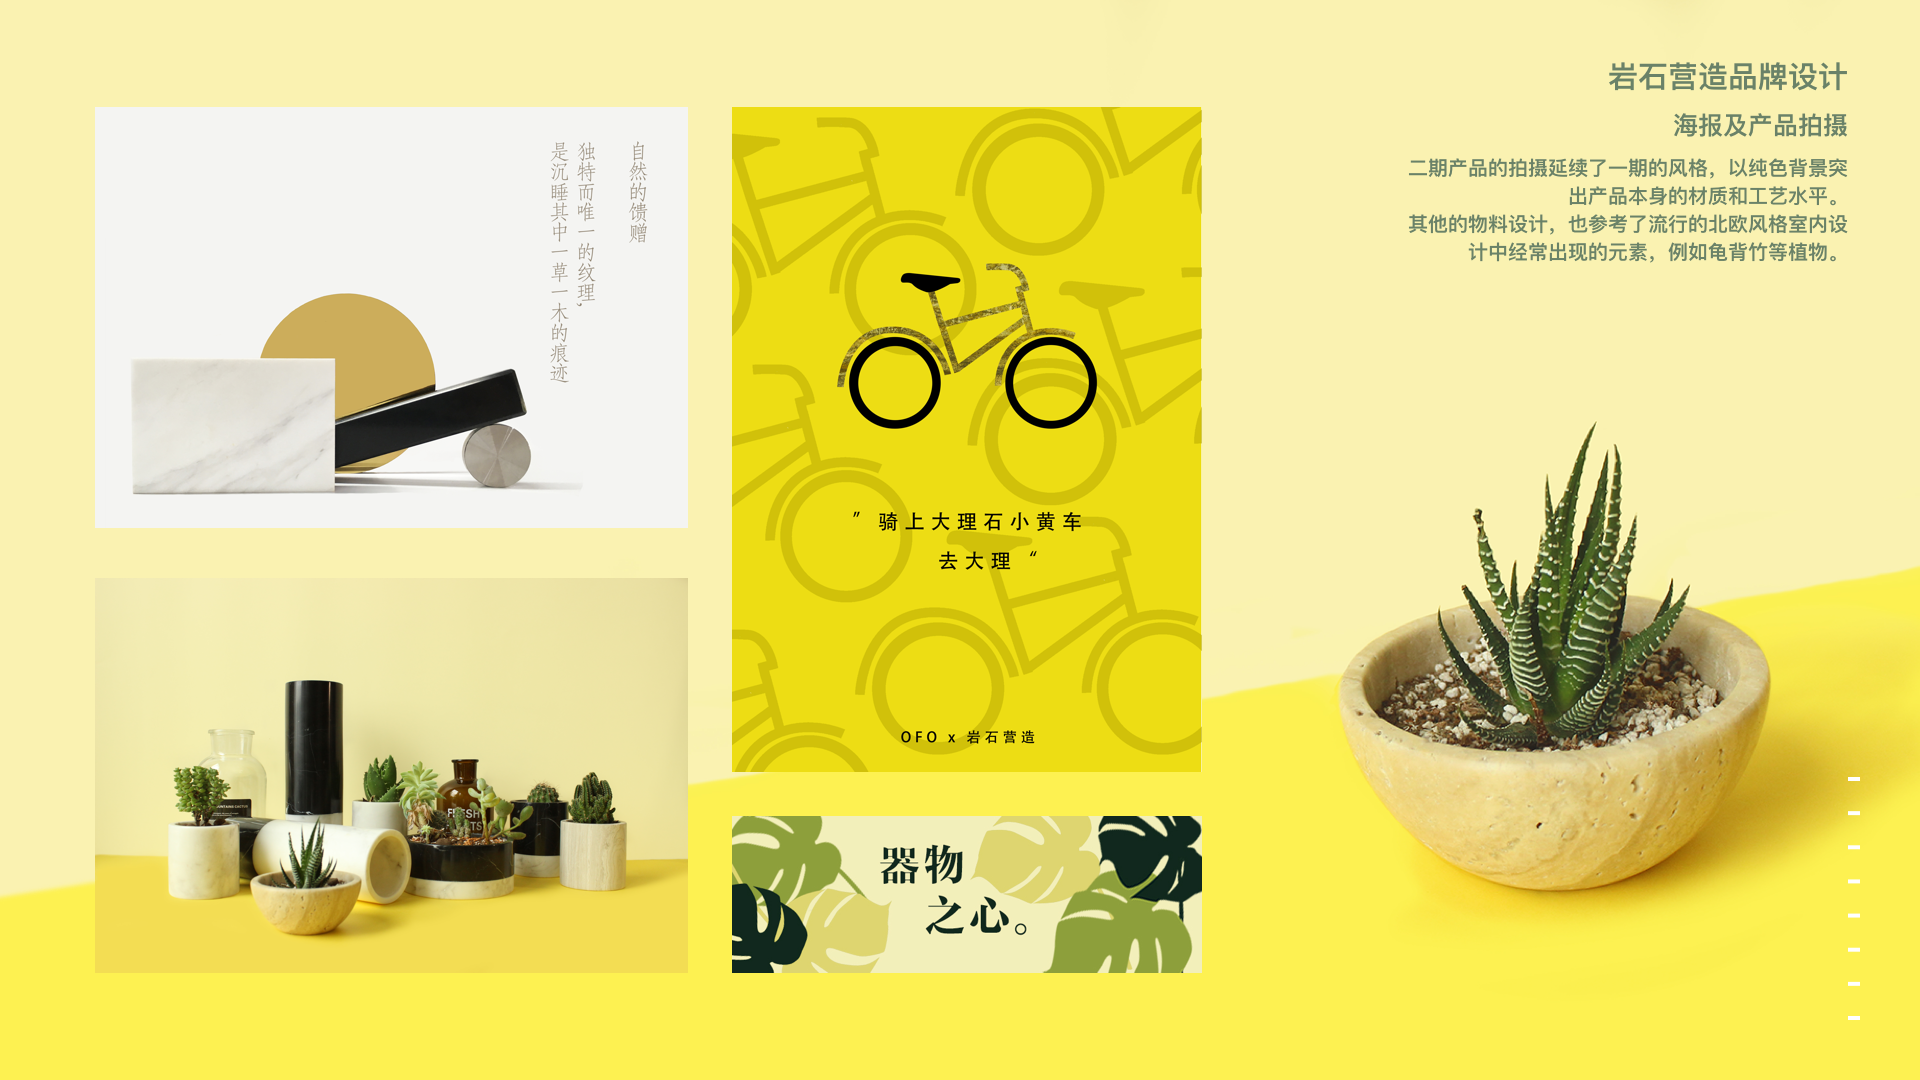 岩石营造品牌设计
海报及产品拍摄
二期产品的拍摄延续了一期的风格，以纯色背景突
出产品本身的材质和工艺水平。
其他的物料设计，也参考了流行的北欧风格室内设
计中经常出现的元素，例如龟背竹等植物。
自然的馈赠
独特而唯一的纹理，
是沉睡其中一草一木的痕迹
〞骑上大理石小黄车
去大理〝
OFO x 岩石营造
器物
之心。
FRESH